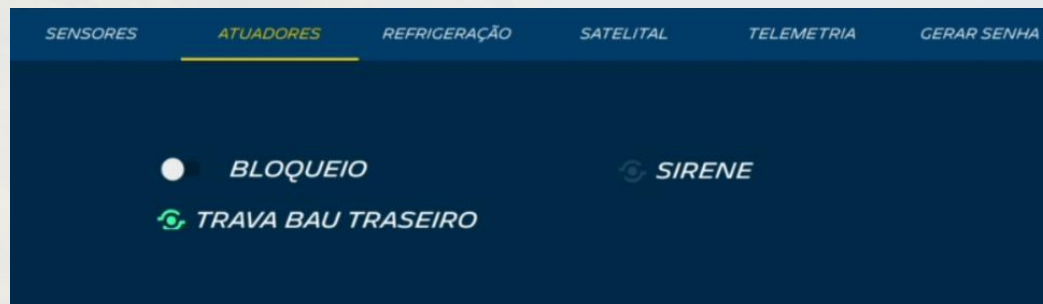 SENSORES ATUADORES REFRIGERAÇÃO SATELITAL TELEMETRIA GERAR SENHA
BLOQUEIO SIRENE
TRAVA BAU TRASEIRO